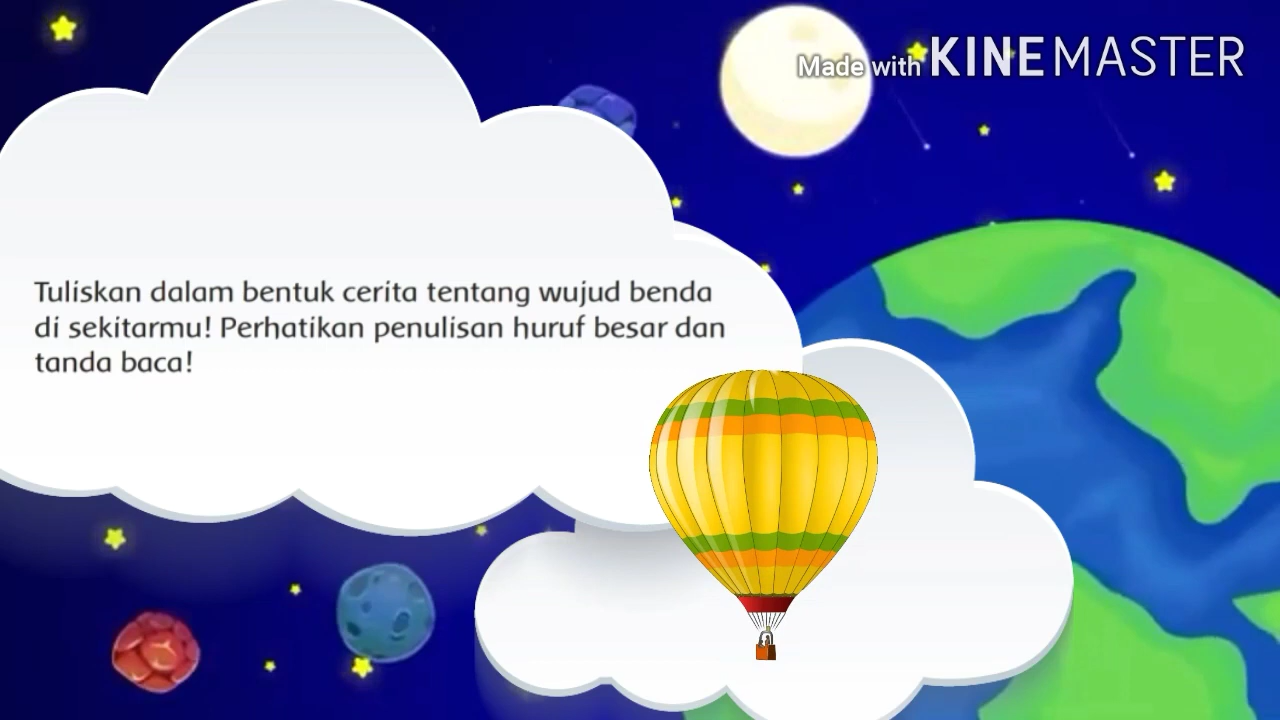 Made with KINEMASTER
Tuliskan dalam bentuk cerita tentang wujud benda
di sekitarmu! Perhatikan penulisan huruf besar dan
tanda baca!